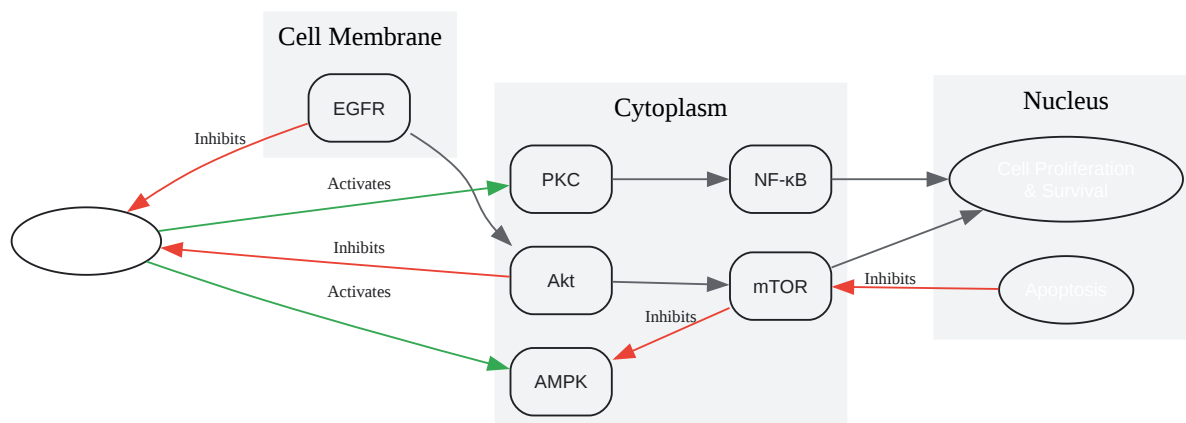 Cell Membrane
EGFR
Inhibits
Cytoplasm
Nucleus
Activates
PKC
NF-κB
Cell Proliferation
& Survival
Inhibits
Akt
mTOR
Inhibits
Apoptosis
Activates
Inhibits
AMPK